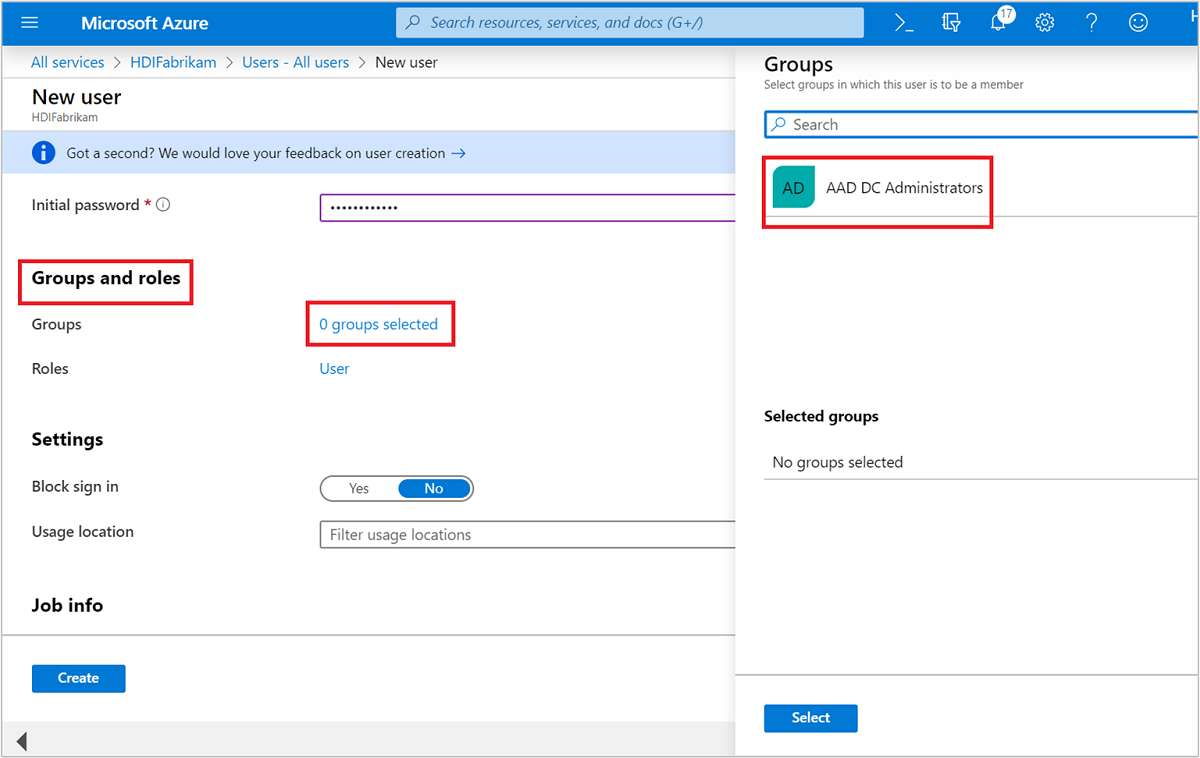 Microsoft Azure
Search resources, services, and docs (G+/)
17
H
All services > HDIFabrikam > Users - All users > New user
New user
HDIFabrikam
Got a second? We would love your feedback on user creation →
Initial password *
••••••••••••
Groups and roles
Groups
0 groups selected
Roles
User
Settings
Block sign in
Yes No
Usage location
Filter usage locations
Job info
Create
Groups
Select groups in which this user is to be a member
Search
AD AAD DC Administrators
Selected groups
No groups selected
Select